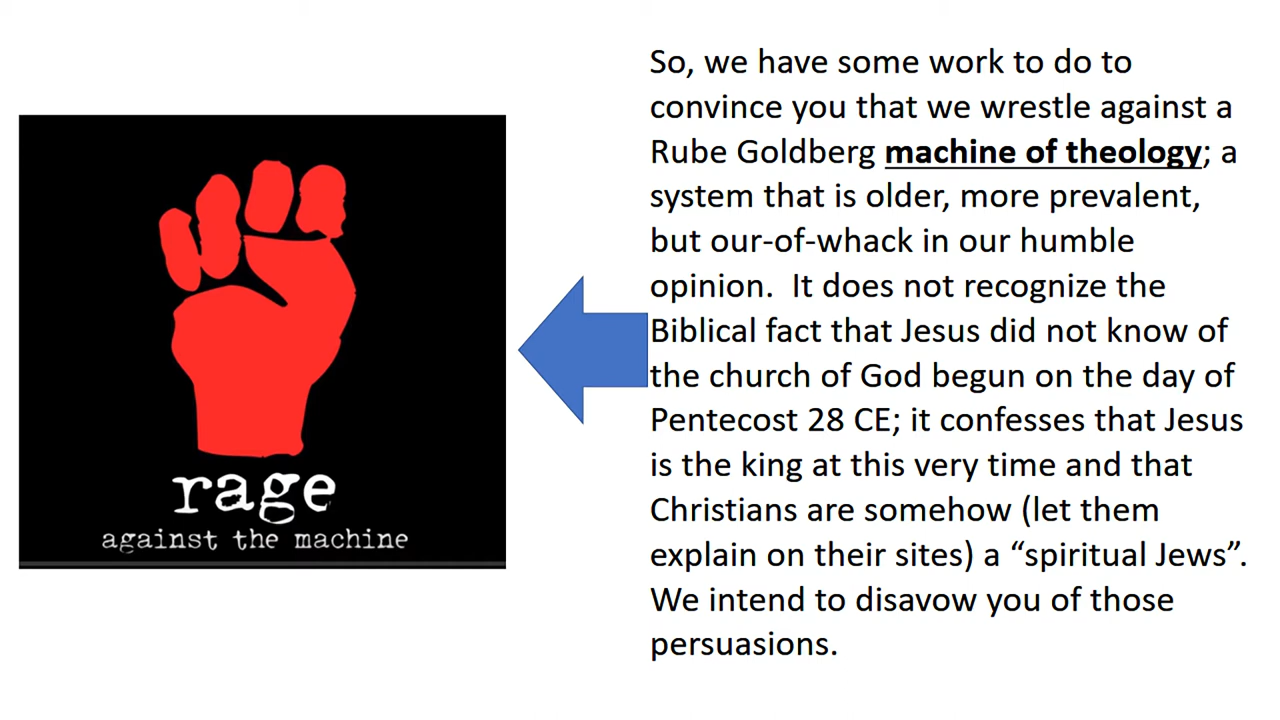 So, we have some work to do to
convince you that we wrestle against a
Rube Goldberg machine of theology; a
system that is older, more prevalent,
but our-of-whack in our humble
opinion.  It does not recognize the
Biblical fact that Jesus did not know of
the church of God begun on the day of
Pentecost 28 CE; it confesses that Jesus
is the king at this very time and that
Christians are somehow (let them
explain on their sites) a “spiritual Jews”.
We intend to disavow you of those
persuasions.
rage
against the machine